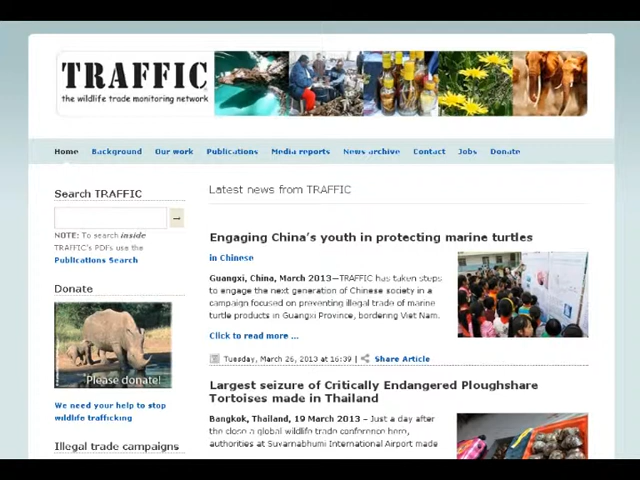 TRAFFIC
the wildlife trade monitoring network
Home Background Our work Publications Media reports News archive Contact Jobs Donate
Search TRAFFIC
NOTE: To search inside
TRAFFIC's PDFs use the
Publications Search
Donate
Please donate!
We need your help to stop
wildlife trafficking
Illegal trade campaigns
Latest news from TRAFFIC
Engaging China's youth in protecting marine turtles
in Chinese
Guangxi, China, March 2013—TRAFFIC has taken steps
to engage the next generation of Chinese society in a
campaign focused on preventing illegal trade of marine
turtle products in Guangxi Province, bordering Viet Nam.
Click to read more ...
Tuesday, March 26, 2013 at 16:39 | Share Article
Largest seizure of Critically Endangered Ploughshare
Tortoises made in Thailand
Bangkok, Thailand, 19 March 2013 – Just a day after
the close a global wildlife trade conference here,
authorities at Suvarnabhumi International Airport made